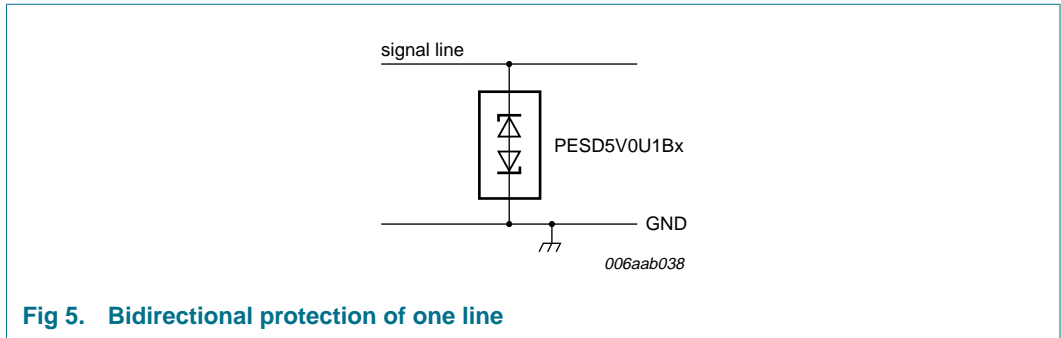 signal line
PESD5V0U1Bx
GND
006aab038
Fig 5. Bidirectional protection of one line